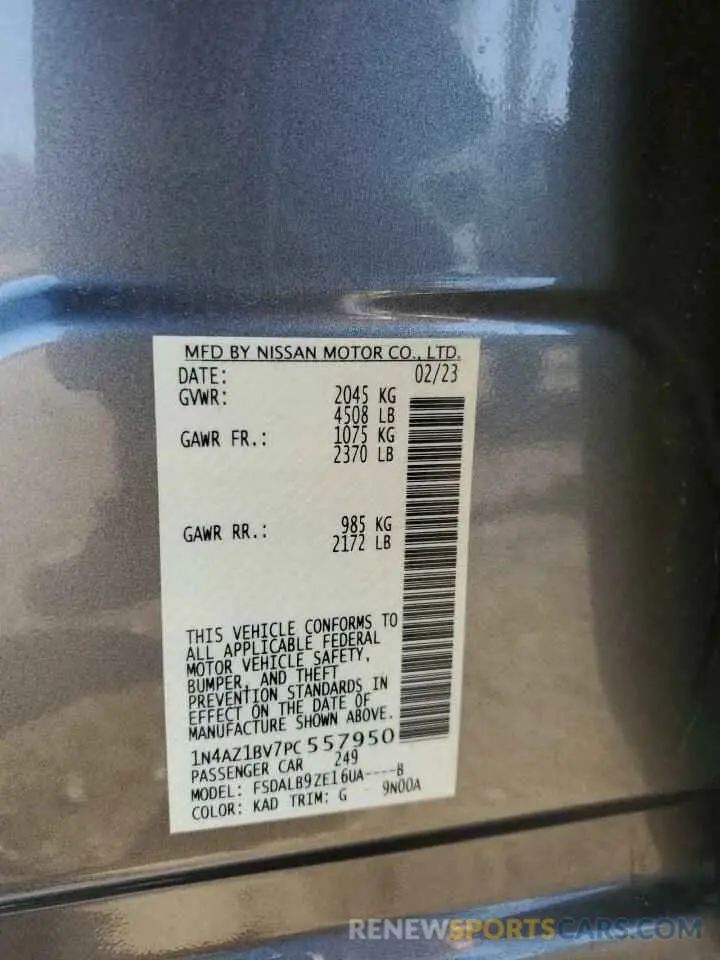 MFD BY NISSAN MOTOR CO., LTD.
DATE: 02/23
GVWR: 2045 KG
4508 LB
GAWR FR.: 1075 KG
2370 LB
GAWR RR.: 985 KG
2172 LB
THIS VEHICLE CONFORMS TO
ALL APPLICABLE FEDERAL
MOTOR VEHICLE SAFETY,
BUMPER, AND THEFT
PREVENTION STANDARDS IN
EFFECT ON THE DATE OF
MANUFACTURE SHOWN ABOVE.
1N4AZ1BV7PC557950
PASSENGER CAR 249
MODEL: FSDALB9ZE16UA----B
COLOR: KAD TRIM: G 9N00A
RENEWSPORTSCARS.COM